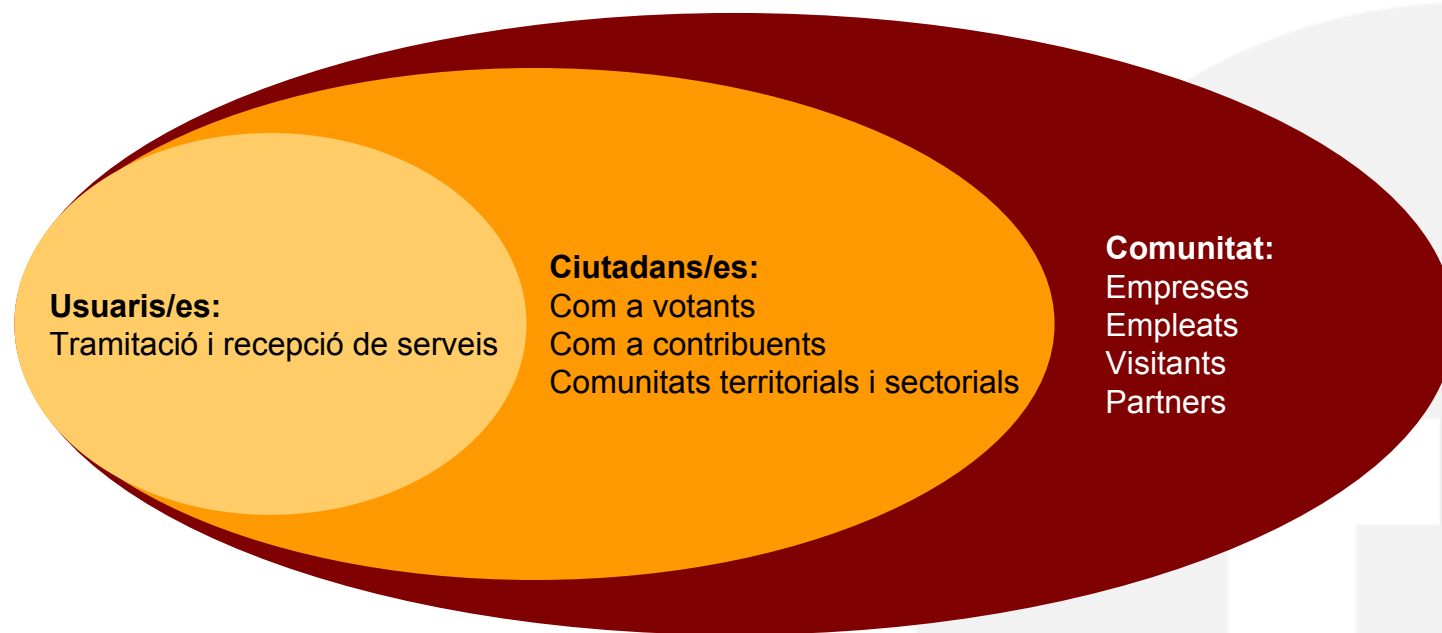 Usuaris/es:
Tramitació i recepció de serveis
Ciutadans/es:
Com a votants
Com a contribuents
Comunitats territorials i sectorials
Comunitat:
Empreses
Empleats
Visitants
Partners